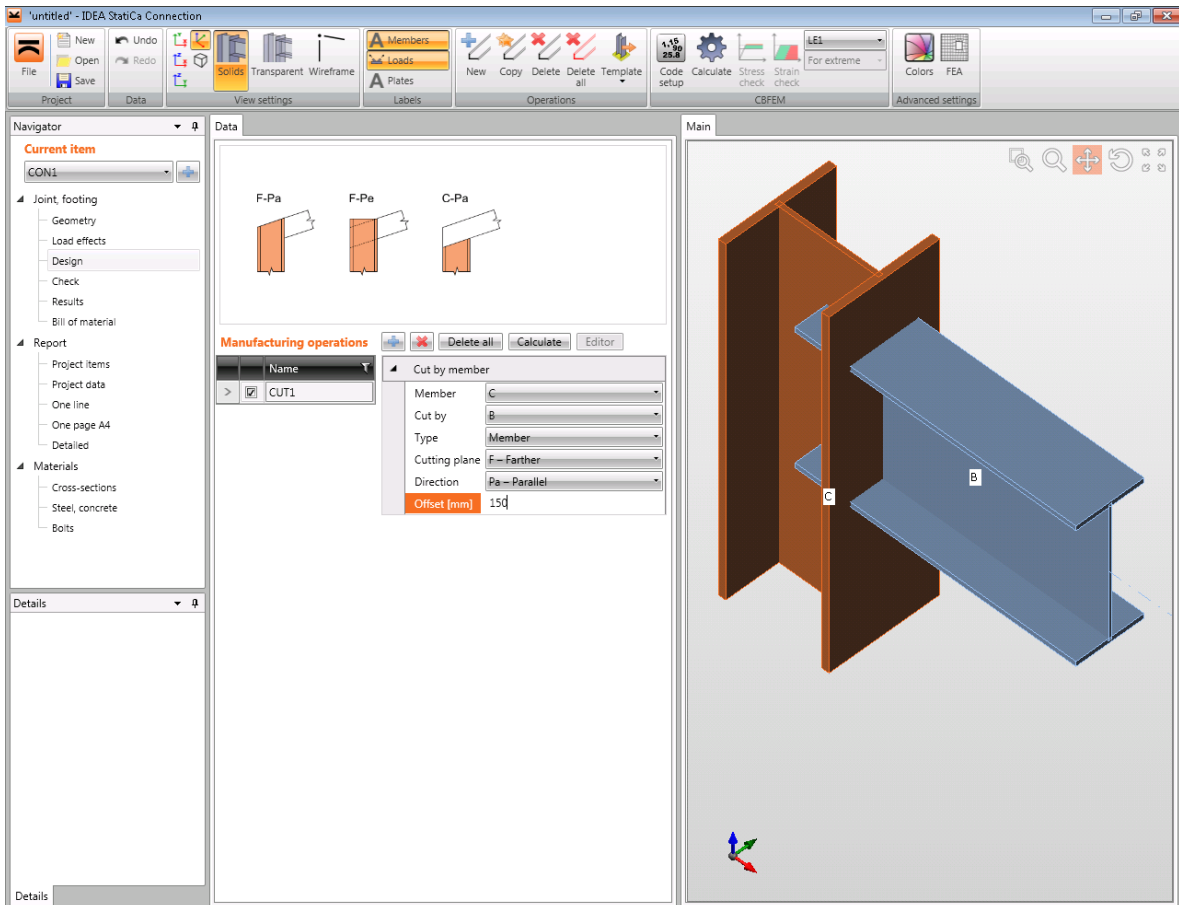 'untitled' - IDEA StatiCa Connection
File
New
Open
Save
Project
Undo
Redo
Data
Solids
Transparent
Wireframe
View settings
Members
Loads
Plates
Labels
New
Copy
Delete
Delete all
Template
Operations
1,15
90
25.8
Code setup
Calculate
Stress check
Strain check
LE1
For extreme
CBFEM
Colors
FEA
Advanced settings
Navigator
Current item
CON1
Joint, footing
Geometry
Load effects
Design
Check
Results
Bill of material
Report
Project items
Project data
One line
One page A4
Detailed
Materials
Cross-sections
Steel, concrete
Bolts
Details
Details
Data
F-Pa
F-Pe
C-Pa
Manufacturing operations
Delete all
Calculate
Editor
Name
CUT1
Cut by member
Member C
Cut by B
Type Member
Cutting plane F – Farther
Direction Pa – Parallel
Offset [mm] 150
Main
B
C